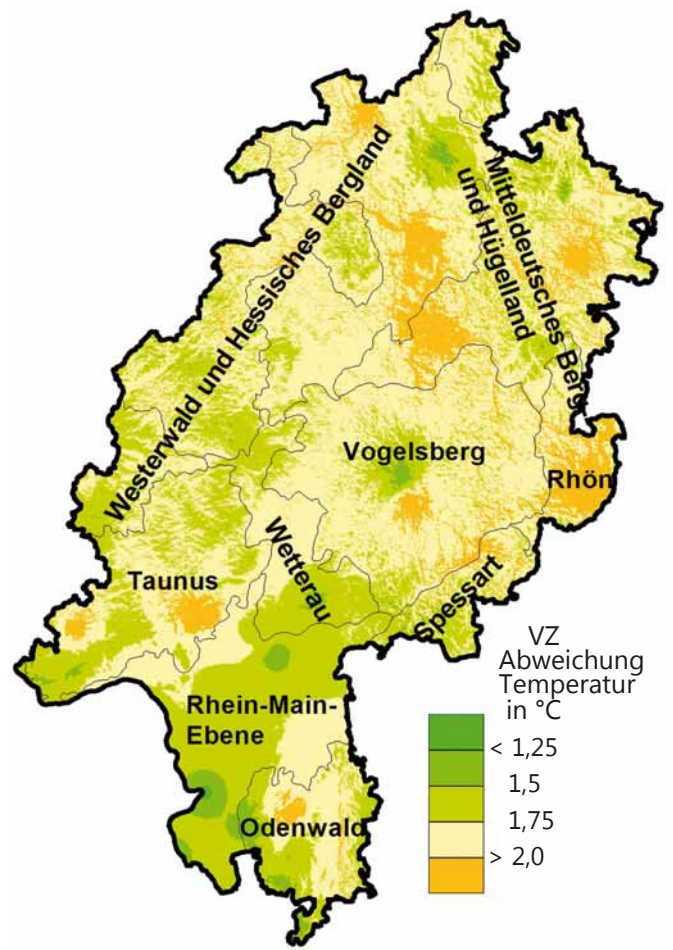 Westerwald und Hessisches Bergland
Mitteldeutsches Berg
und Hügelland
Vogelsberg
Rhön
Wetterau
Taunus
Spessart
Rhein-Main-
Ebene
Odenwald
VZ
Abweichung
Temperatur
in °C
< 1,25
1,5
1,75
> 2,0